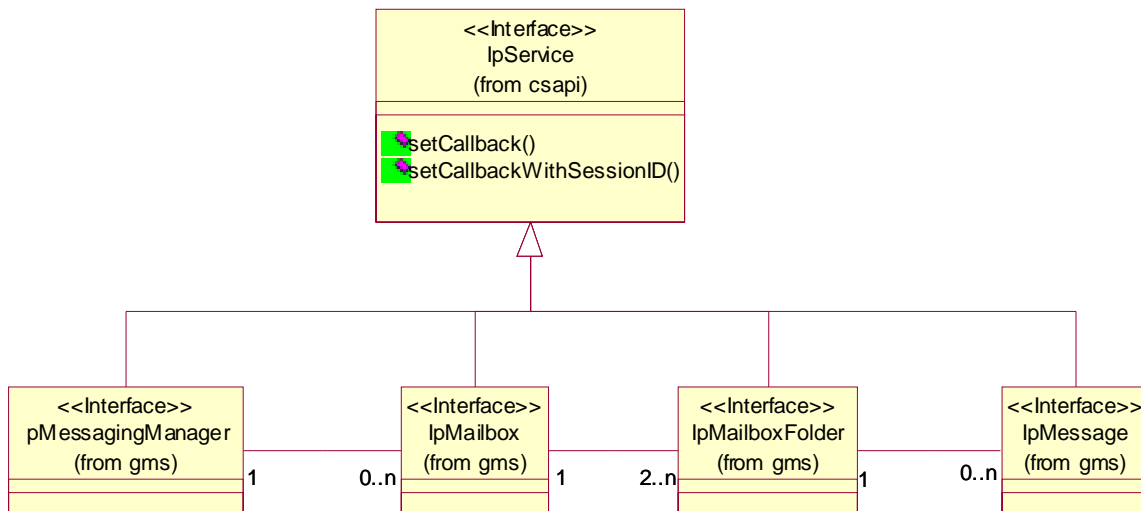 <<Interface>>
IpService
(from csapi)
setCallback()
setCallbackWithSessionID()
<<Interface>>
pMessagingManager
(from gms)
<<Interface>>
IpMailbox
(from gms)
<<Interface>>
IpMailboxFolder
(from gms)
<<Interface>>
IpMessage
(from gms)
1
0..n
1
2..n
1
0..n